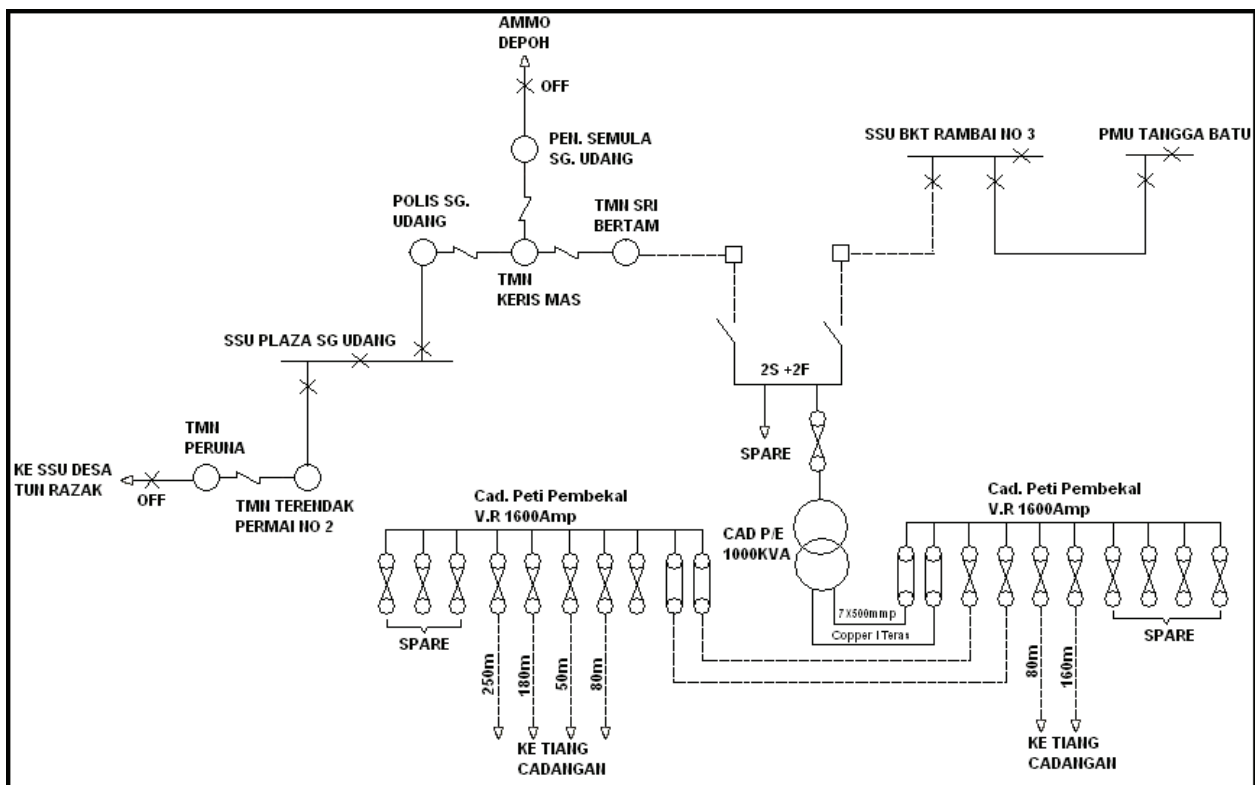 AMMO
DEPOH
OFF
PEN. SEMULA
SG. UDANG
SSU BKT RAMBAI NO 3
PMU TANGGA BATU
POLIS SG.
UDANG
TMN SRI
BERTAM
TMN
KERIS MAS
SSU PLAZA SG UDANG
2S +2F
SPARE
TMN
PERUNA
KE SSU DESA
TUN RAZAK
OFF
TMN TERENDAK
PERMAI NO 2
Cad. Peti Pembekal
V.R 1600Amp
CAD P/E
1000KVA
Cad. Peti Pembekal
V.R 1600Amp
7X500mmp
Copper I Teras
SPARE
SPARE
250m
180m
50m
80m
80m
160m
KE TIANG
CADANGAN
KE TIANG
CADANGAN